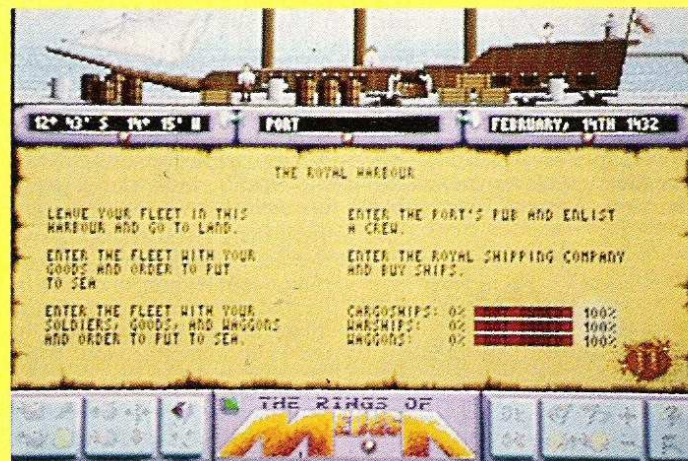 12° 43' S 14° 15' W
PORT
FEBRUARY, 14TH 1432
THE ROYAL HARBOUR
LEAVE YOUR FLEET IN THIS
HARBOUR AND GO TO LAND.
ENTER THE FLEET WITH YOUR
GOODS AND ORDER TO PUT
TO SEA
ENTER THE FLEET WITH YOUR
SOLDIERS, GOODS, AND WAGGONS
AND ORDER TO PUT TO SEA.
ENTER THE PORT'S PUB AND ENLIST
A CREW.
ENTER THE ROYAL SHIPPING COMPANY
AND BUY SHIPS.
CARGOSHIPS: 0% 100%
WARSHIPS: 0% 100%
WAGGONS: 0% 100%
THE RINGS OF